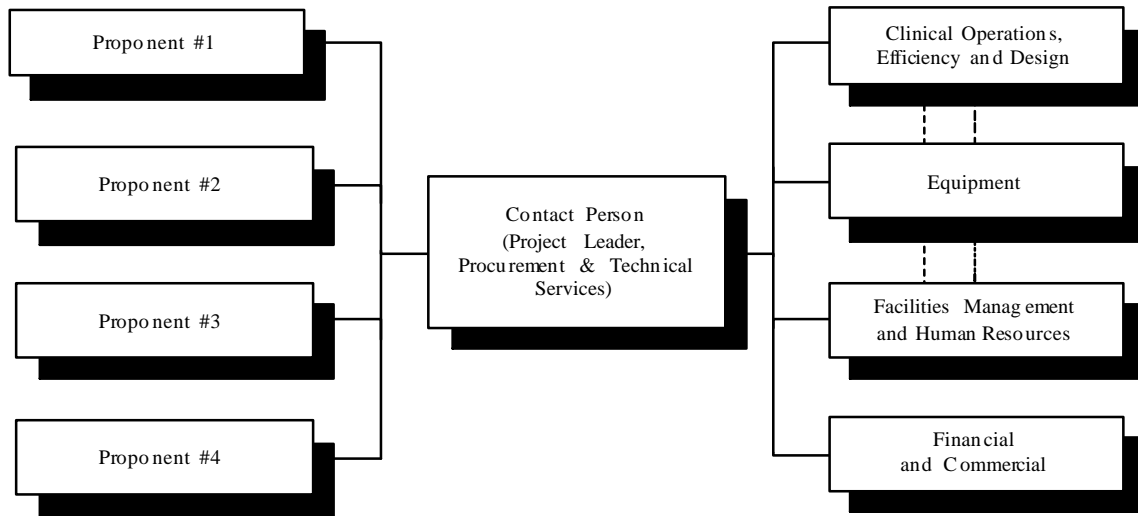 Proponent #1
Proponent #2
Proponent #3
Proponent #4
Contact Person
(Project Leader,
Procurement & Technical
Services)
Clinical Operations,
Efficiency and Design
Equipment
Facilities Management
and Human Resources
Financial
and Commercial